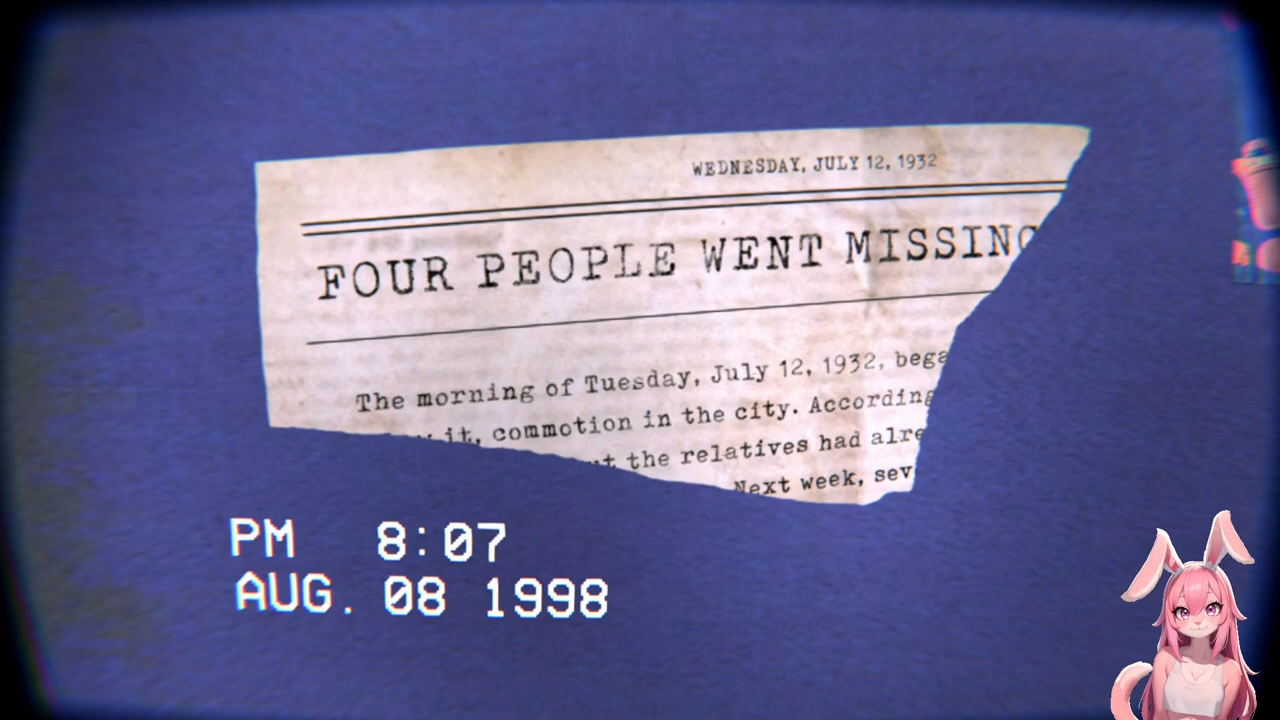 WEDNESDAY, JULY 12, 1932
FOUR PEOPLE WENT MISSING
The morning of Tuesday, July 12, 1932, bega
it, commotion in the city. According
the relatives had alre
Next week, sev
PM 8:07
AUG. 08 1998